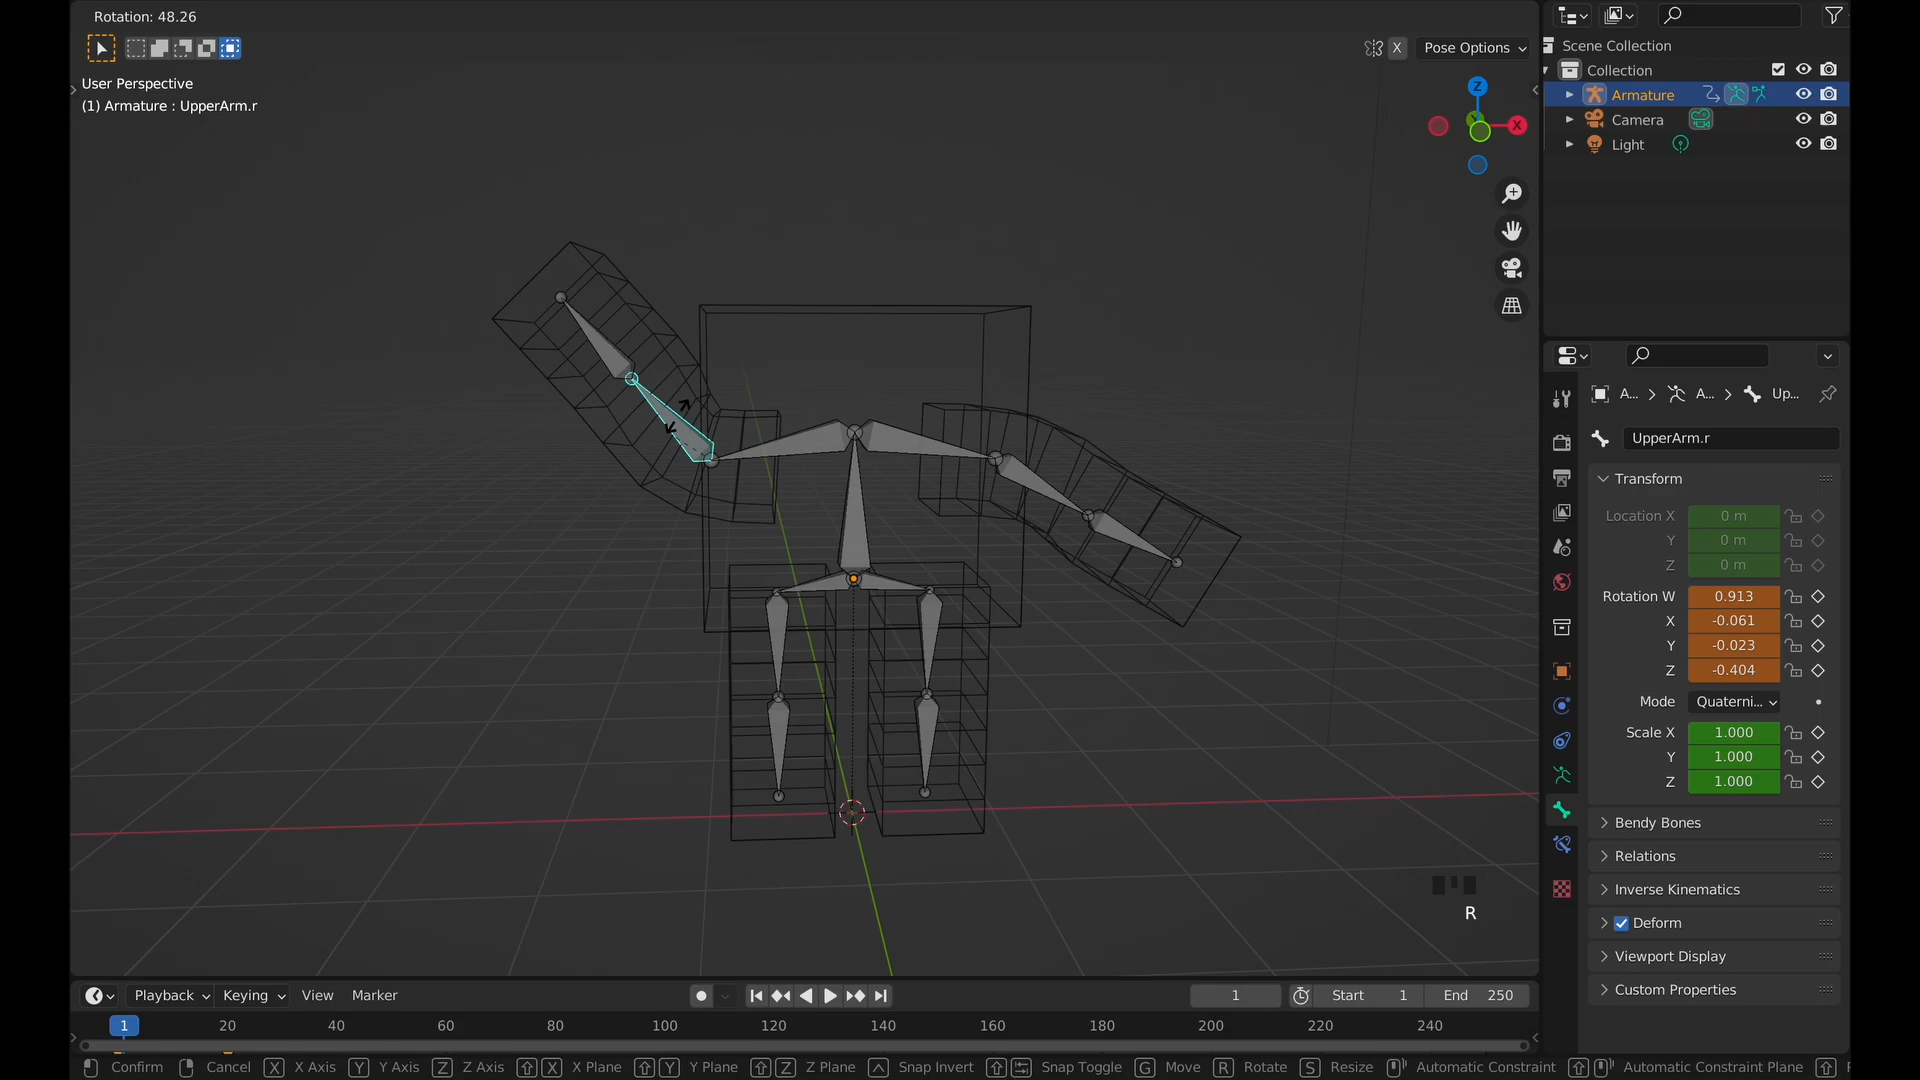 Rotation: 48.26
X
Pose Options
User Perspective
(1) Armature : UpperArm.r
Z
X
Scene Collection
Collection
Armature
Camera
Light
A...
A...
Up...
UpperArm.r
Transform
Location X
0 m
Y
0 m
Z
0 m
Rotation W
0.913
X
-0.061
Y
-0.023
Z
-0.404
Mode
Quaterni...
Scale X
1.000
Y
1.000
Z
1.000
Bendy Bones
Relations
Inverse Kinematics
Deform
Viewport Display
Custom Properties
R
Playback
Keying
View
Marker
1
Start 1
End 250
1 20 40 60 80 100 120 140 160 180 200 220 240
Confirm Cancel X X Axis Y Y Axis Z Z Axis X X Plane Y Y Plane Z Z Plane Snap Invert Snap Toggle G Move R Rotate S Resize Automatic Constraint Automatic Constraint Plane